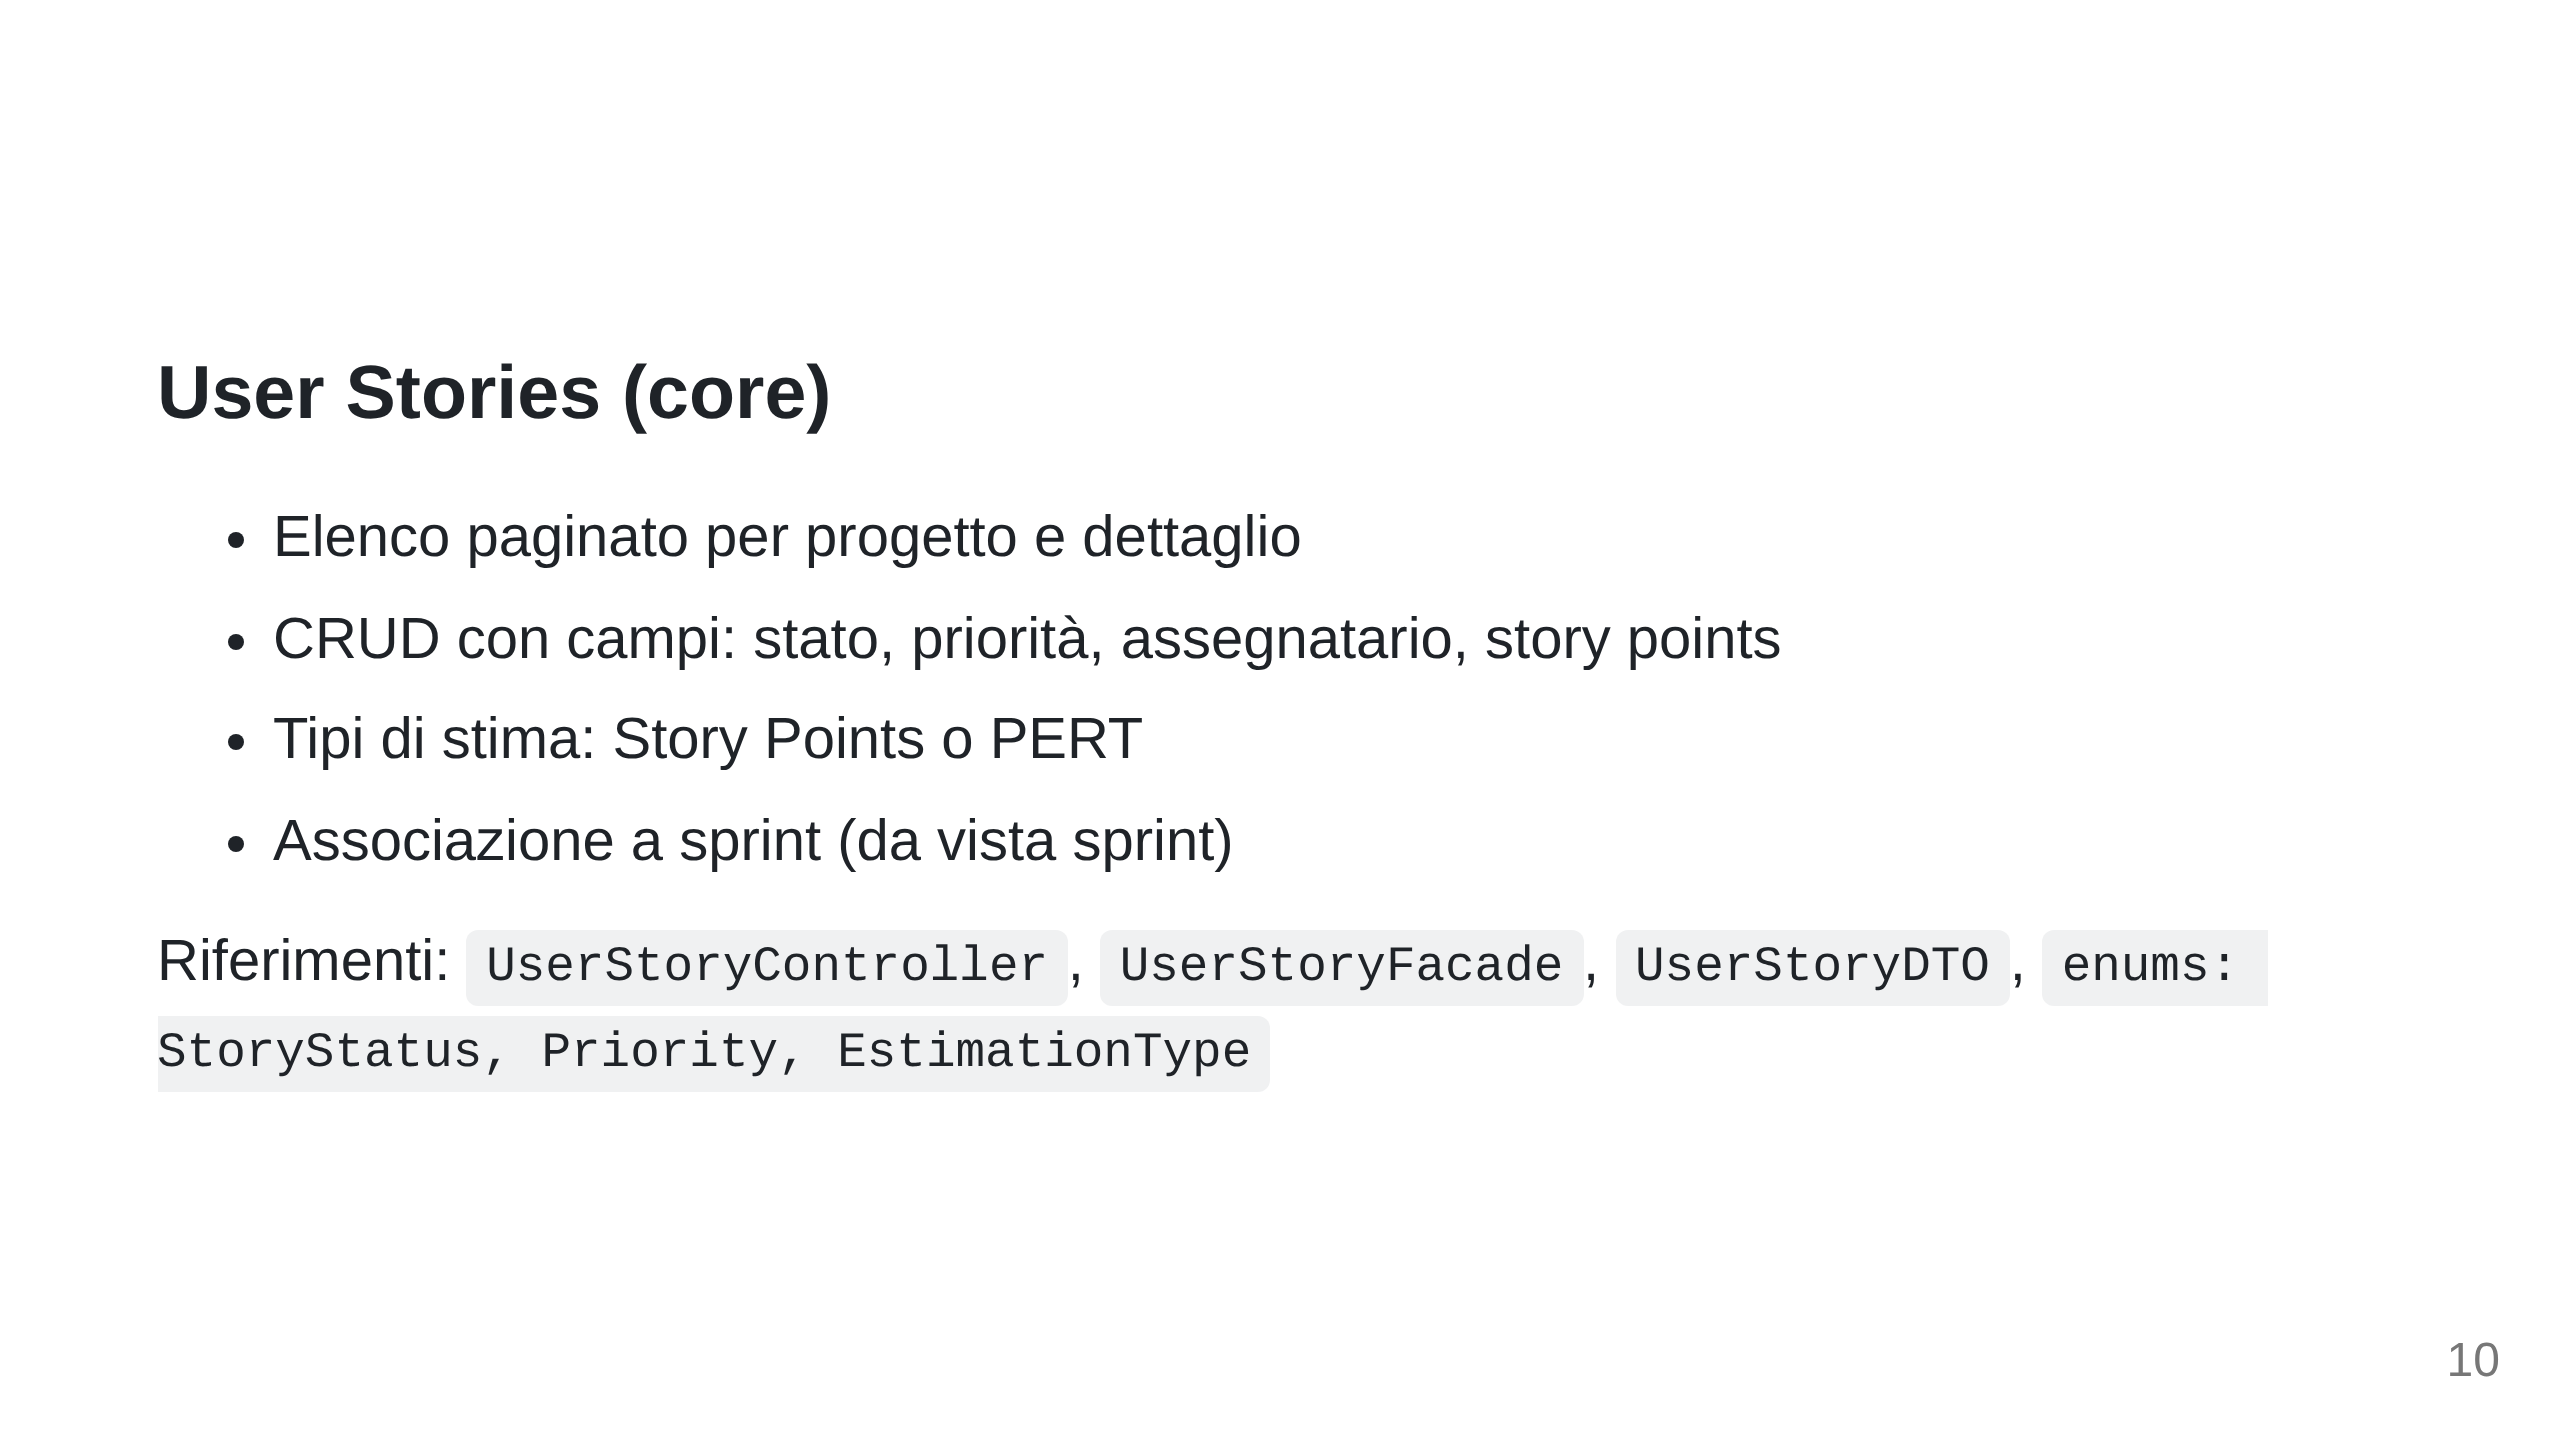 User Stories (core)
Elenco paginato per progetto e dettaglio
CRUD con campi: stato, priorità, assegnatario, story points
Tipi di stima: Story Points o PERT
Associazione a sprint (da vista sprint)
Riferimenti: UserStoryController, UserStoryFacade, UserStoryDTO, enums:
StoryStatus, Priority, EstimationType
10